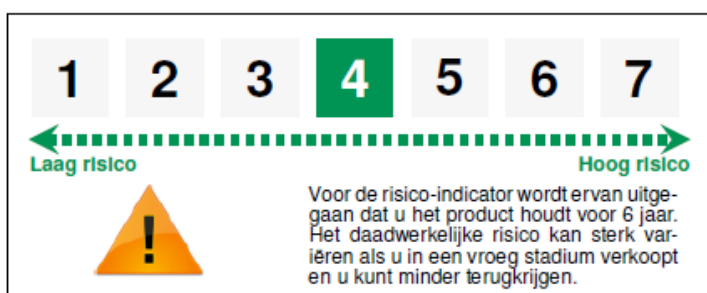 1 2 3 4 5 6 7
Laag risico Hoog risico
!
Voor de risico-indicator wordt ervan uitge-
gaan dat u het product houdt voor 6 jaar.
Het daadwerkelijke risico kan sterk var-
iëren als u in een vroeg stadium verkoopt
en u kunt minder terugkrijgen.